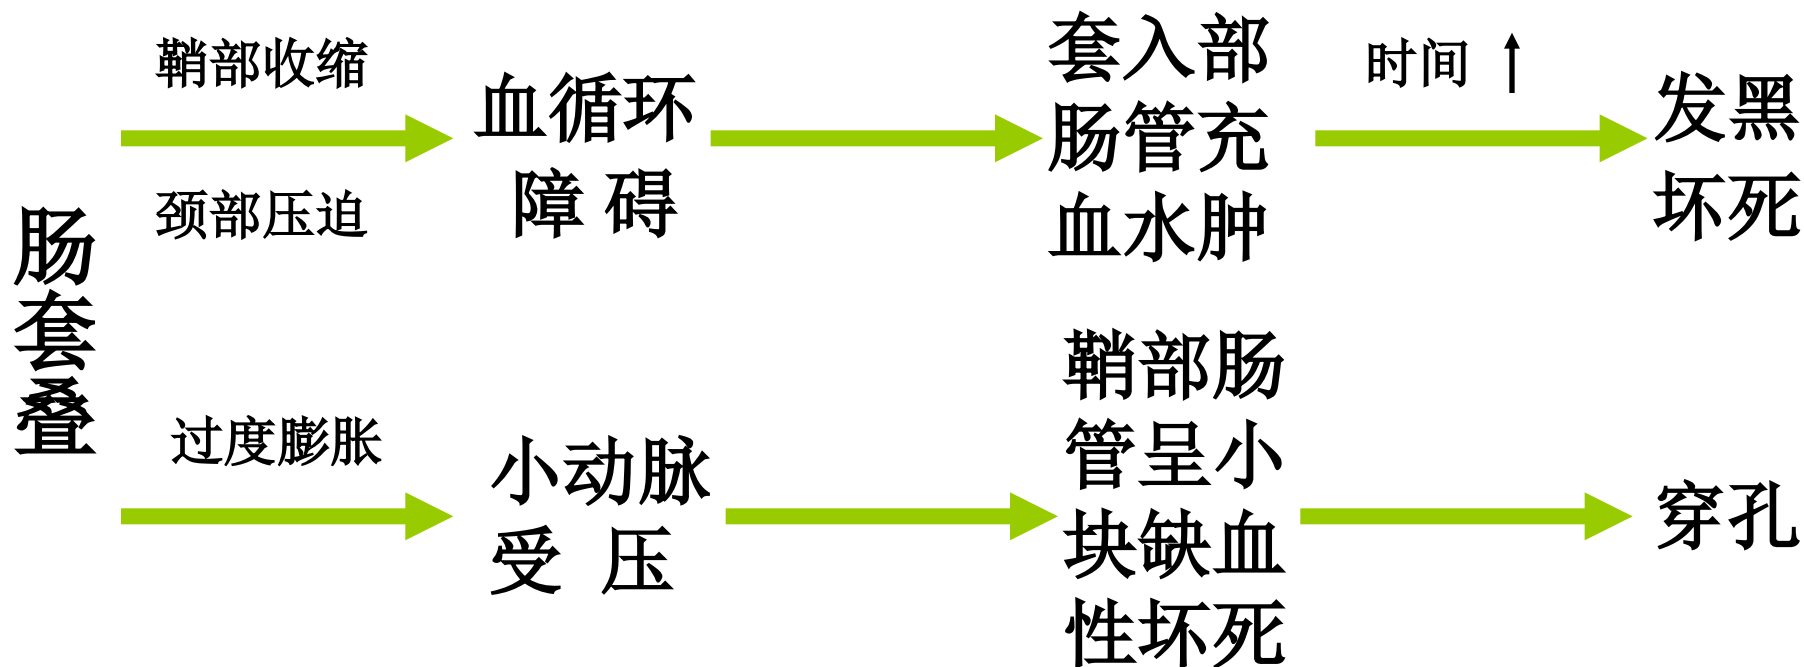 肠套叠
鞘部收缩
颈部压迫
血循环
障 碍
套入部
肠管充
血水肿
时间 ↑
发黑
坏死
过度膨胀
小动脉
受 压
鞘部肠
管呈小
块缺血
性坏死
穿孔